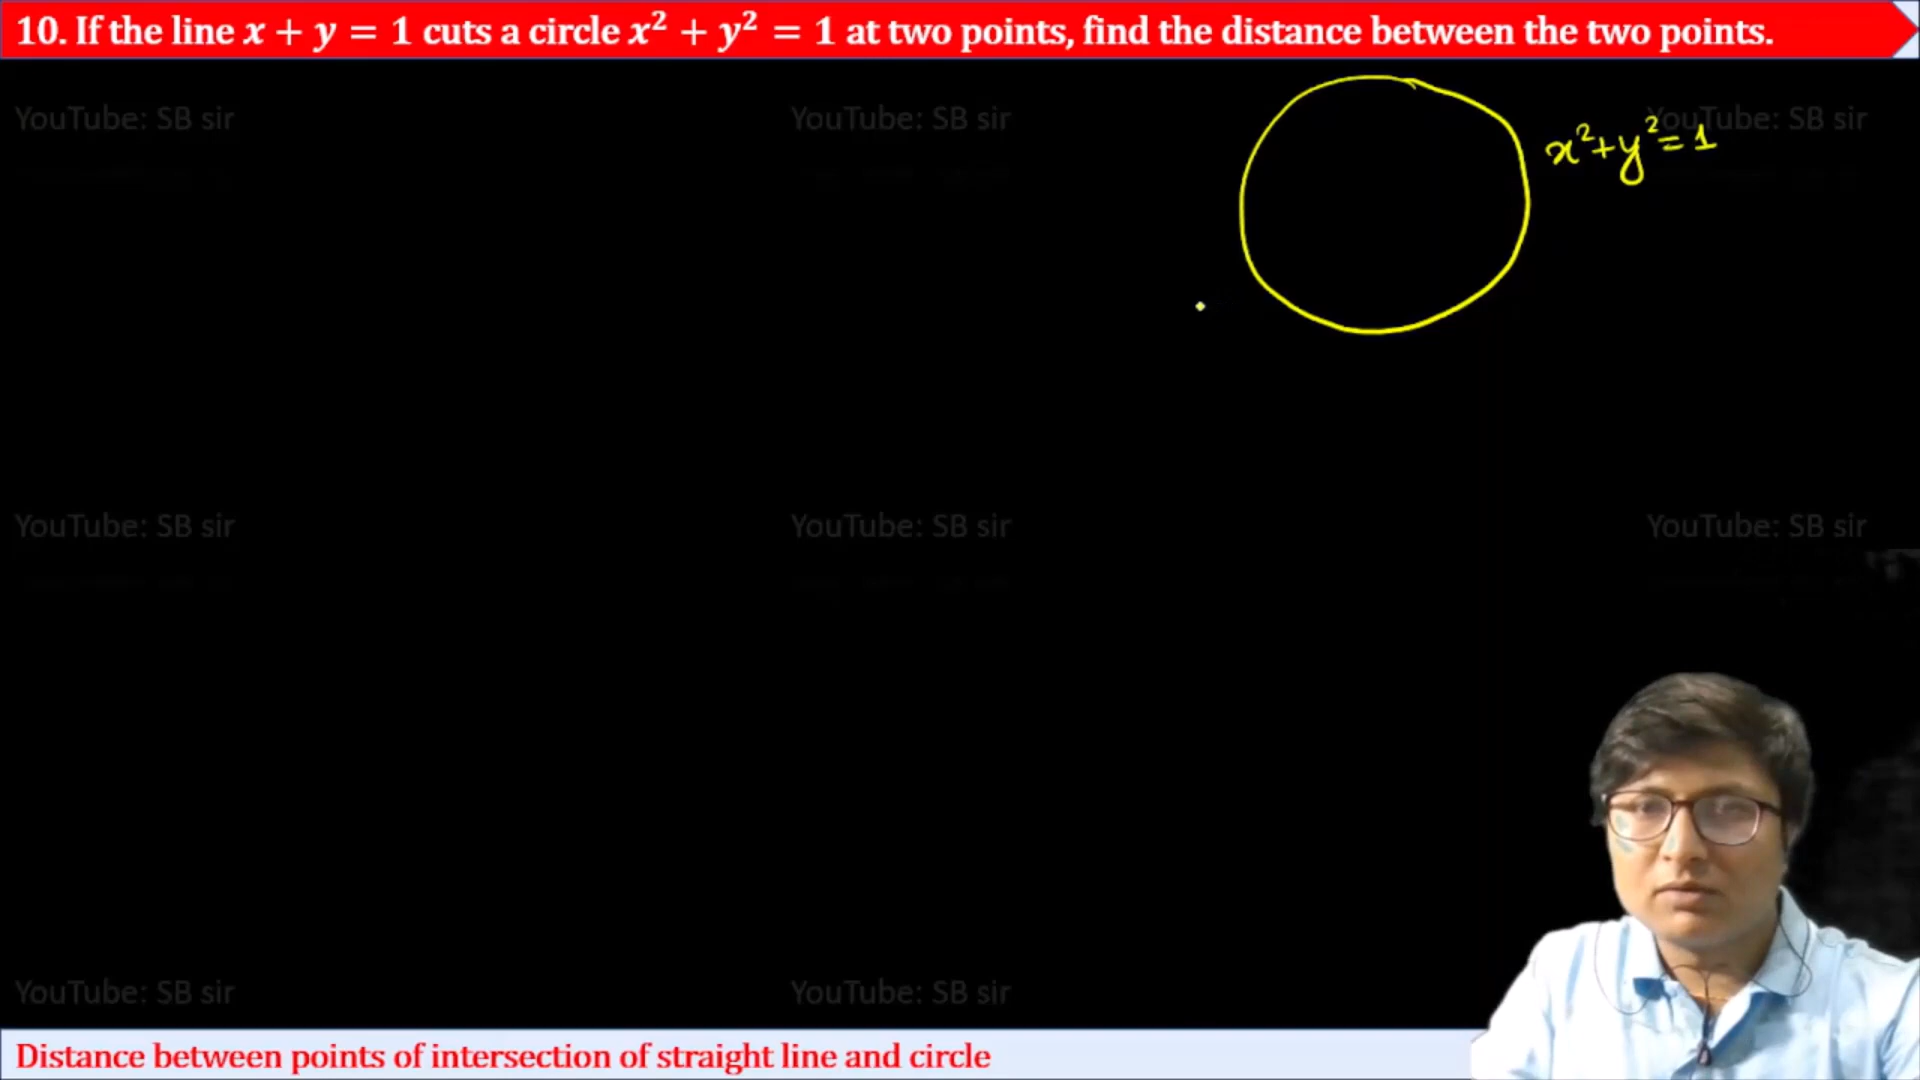 10. If the line x + y = 1 cuts a circle x² + y² = 1 at two points, find the distance between the two points.
YouTube: SB sir YouTube: SB sir YouTube: SB sir
x²+y²=1
YouTube: SB sir YouTube: SB sir YouTube: SB sir
YouTube: SB sir YouTube: SB sir
Distance between points of intersection of straight line and circle